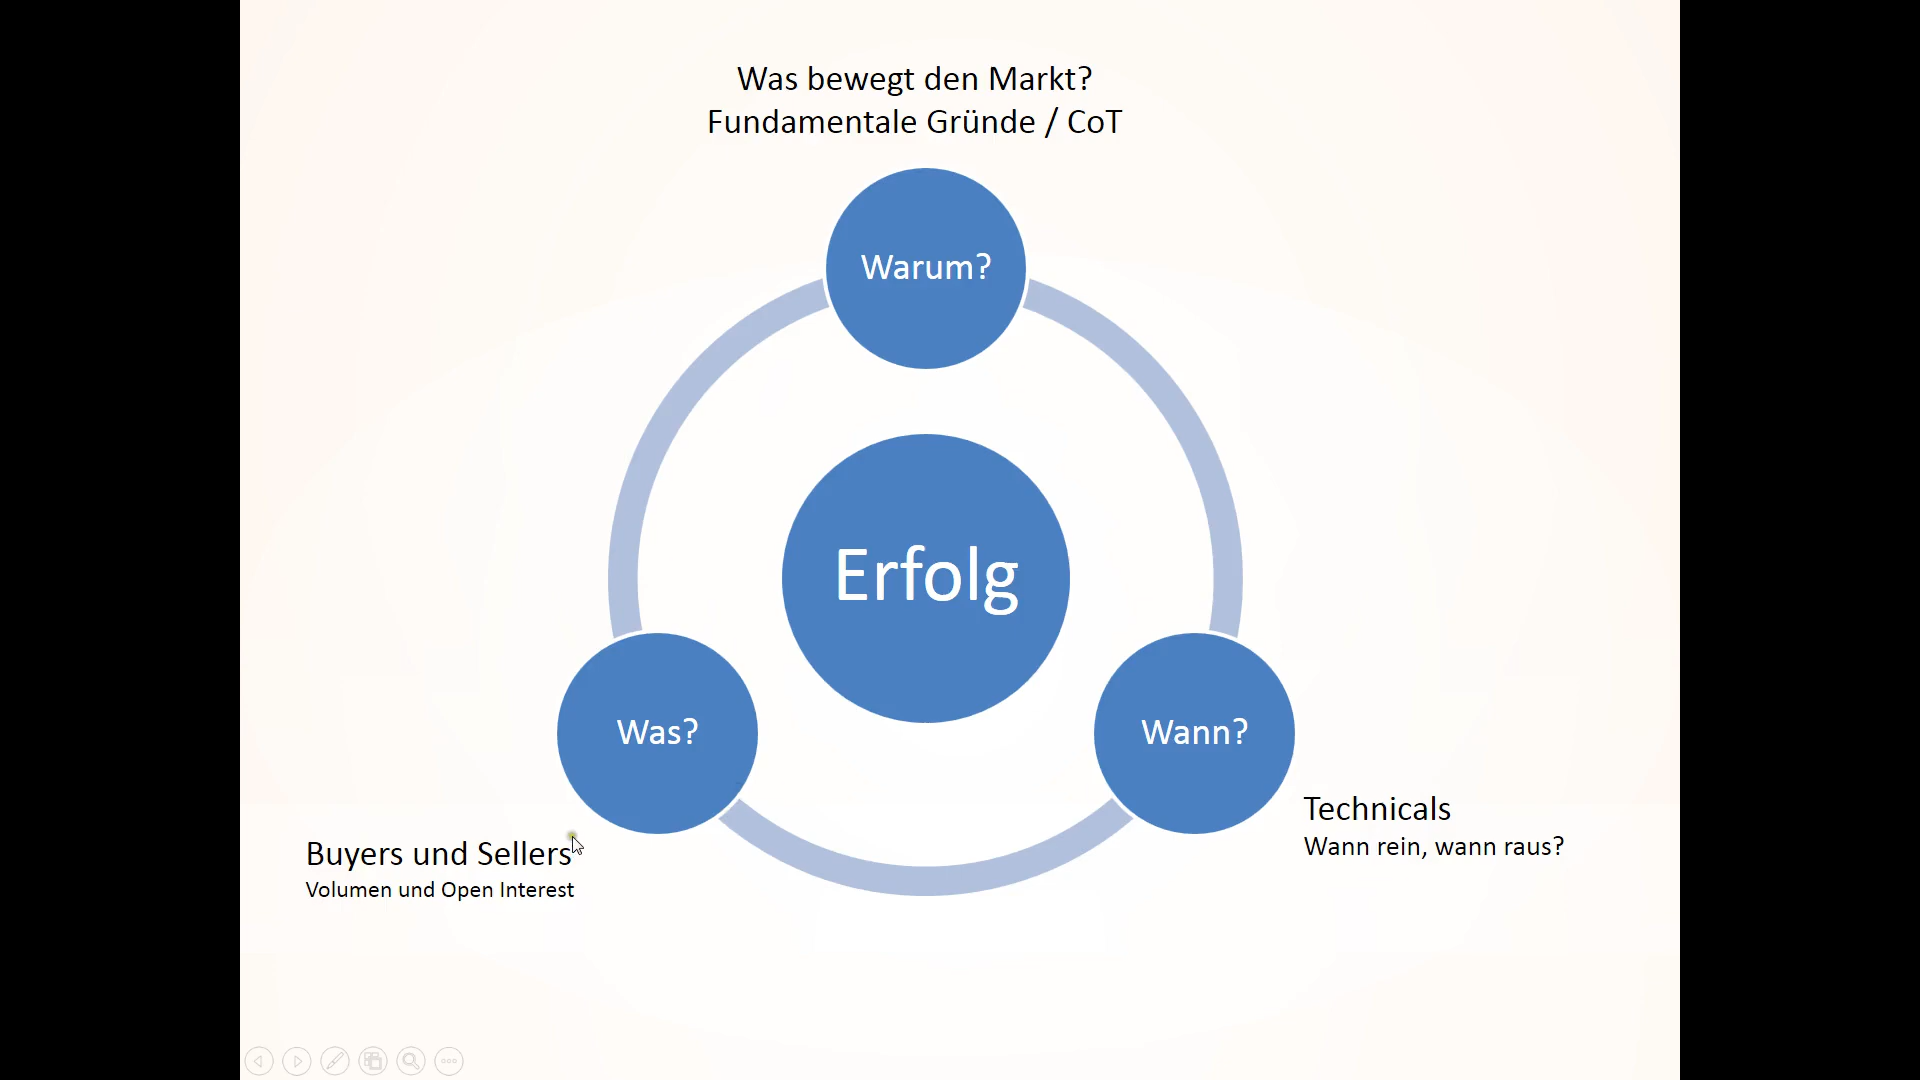 Was bewegt den Markt?
Fundamentale Gründe / CoT
Warum?
Erfolg
Was?
Wann?
Buyers und Sellers
Volumen und Open Interest
Technicals
Wann rein, wann raus?